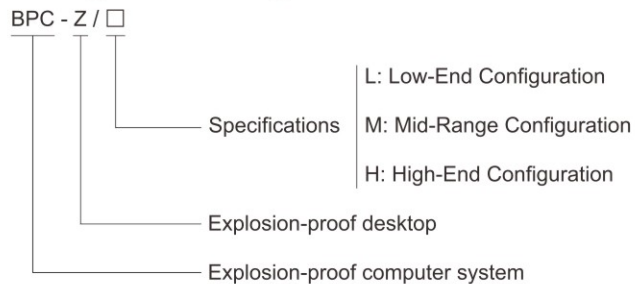 BPC - Z / □
L: Low-End Configuration
Specifications
M: Mid-Range Configuration
H: High-End Configuration
Explosion-proof desktop
Explosion-proof computer system